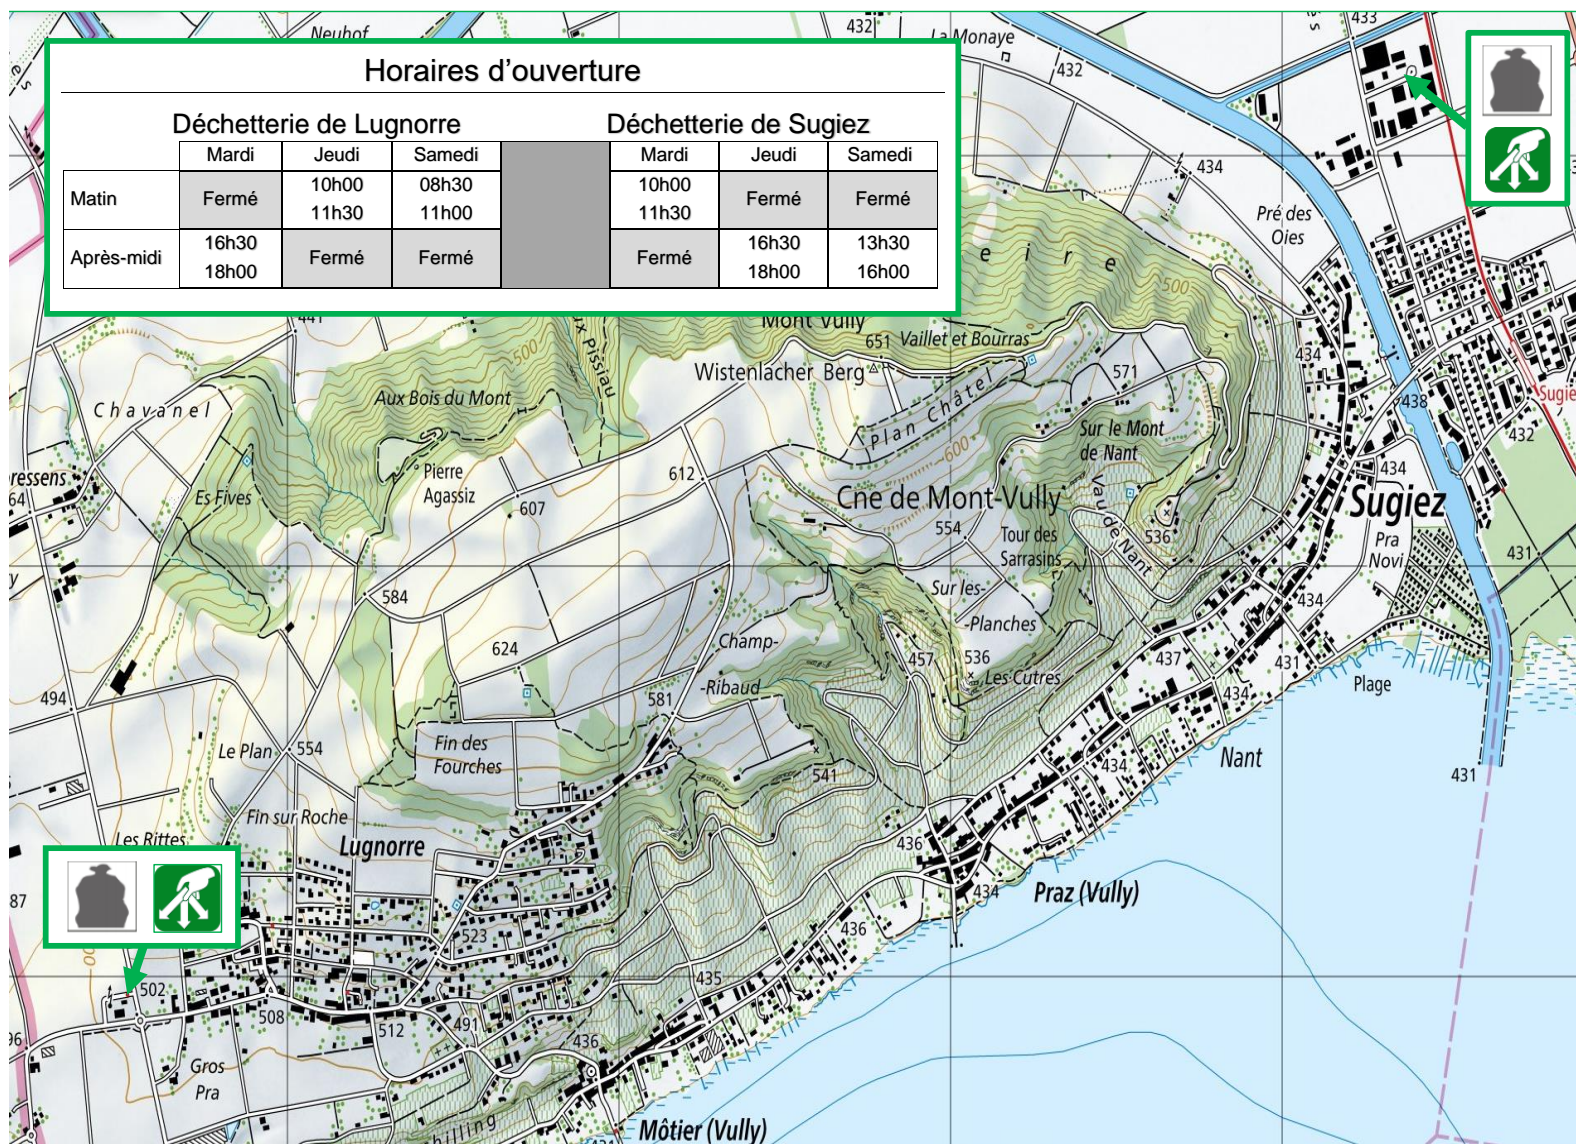 Neuhof
432
La Monaye
433
432
Horaires d'ouverture
Déchetterie de Lugnorre Déchetterie de Sugiez
Mardi Jeudi Samedi Mardi Jeudi Samedi
Matin Fermé 10h00 08h30 10h00 Fermé Fermé
11h30 11h00 11h30
Après-midi 16h30 Fermé Fermé Fermé 16h30 13h30
18h00 18h00 16h00
434
Pré des
Oies
e i r e
500
441
Mont Vully
651
Vaillet et Bourras
500
Wistenlacher Berg
Plan Châtel
571
434
438
432
Chavanel
Aux Bois du Mont
Sur le Mont
de Nant
600
Pierre
Agassiz
612
607
Es Fives
Cne de Mont-Vully
554
Tour des
Sarrasins
Vau de Nant
536
434
Sugiez
Pra
Novi
431
584
Sur les-
-Planches
434
624
Champ-
-Ribaud
457
536
Les Cutres
437
434
431
Plage
494
581
Le Plan
554
Fin des
Fourches
541
434
Nant
431
Fin sur Roche
Les Rittes
Lugnorre
436
434
Praz (Vully)
87
523
436
435
502
508
512
491
436
96
Gros
Pra
Môtier (Vully)